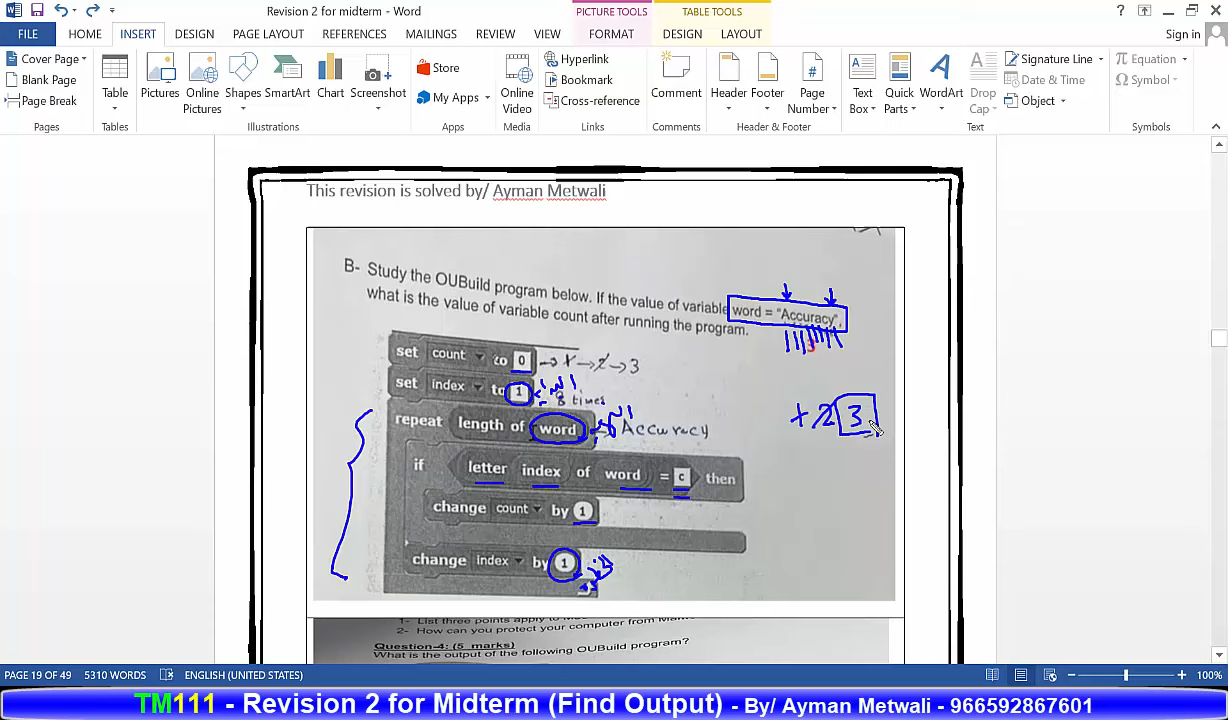 Revision 2 for midterm - Word
PICTURE TOOLS
TABLE TOOLS
Sign in
FILE
HOME
INSERT
DESIGN
PAGE LAYOUT
REFERENCES
MAILINGS
REVIEW
VIEW
FORMAT
DESIGN
LAYOUT
Cover Page
Blank Page
Page Break
Pages
Table
Tables
Pictures
Online Pictures
Shapes
SmartArt
Chart
Screenshot
Illustrations
Store
My Apps
Apps
Online Video
Media
Hyperlink
Bookmark
Cross-reference
Links
Comment
Comments
Header
Footer
Page Number
Header & Footer
Text Box
Quick Parts
WordArt
Drop Cap
Signature Line
Date & Time
Object
Text
Equation
Symbol
Symbols
This revision is solved by/ Ayman Metwali
B- Study the OUBuild program below. If the value of variable word = "Accuracy",
what is the value of variable count after running the program.
set count to 0 → 1 → 2 → 3
set index to 1
8 times
repeat length of word Accuracy
+ 2 3
if letter index of word = c then
change count by 1
change index by 1
2- How can you protect your computer from
Question-4: (5 marks)
What is the output of the following OUBuild program?
PAGE 19 OF 49
5310 WORDS
ENGLISH (UNITED STATES)
100%
TM111 - Revision 2 for Midterm (Find Output) - By/ Ayman Metwali - 966592867601